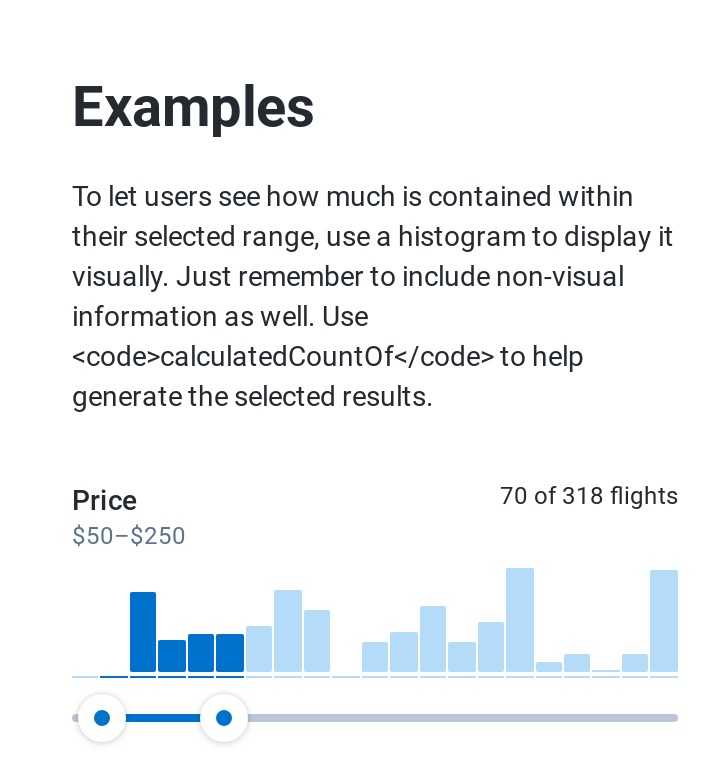 Examples
To let users see how much is contained within
their selected range, use a histogram to display it
visually. Just remember to include non-visual
information as well. Use
<code>calculatedCountOf</code> to help
generate the selected results.
Price
70 of 318 flights
$50–$250